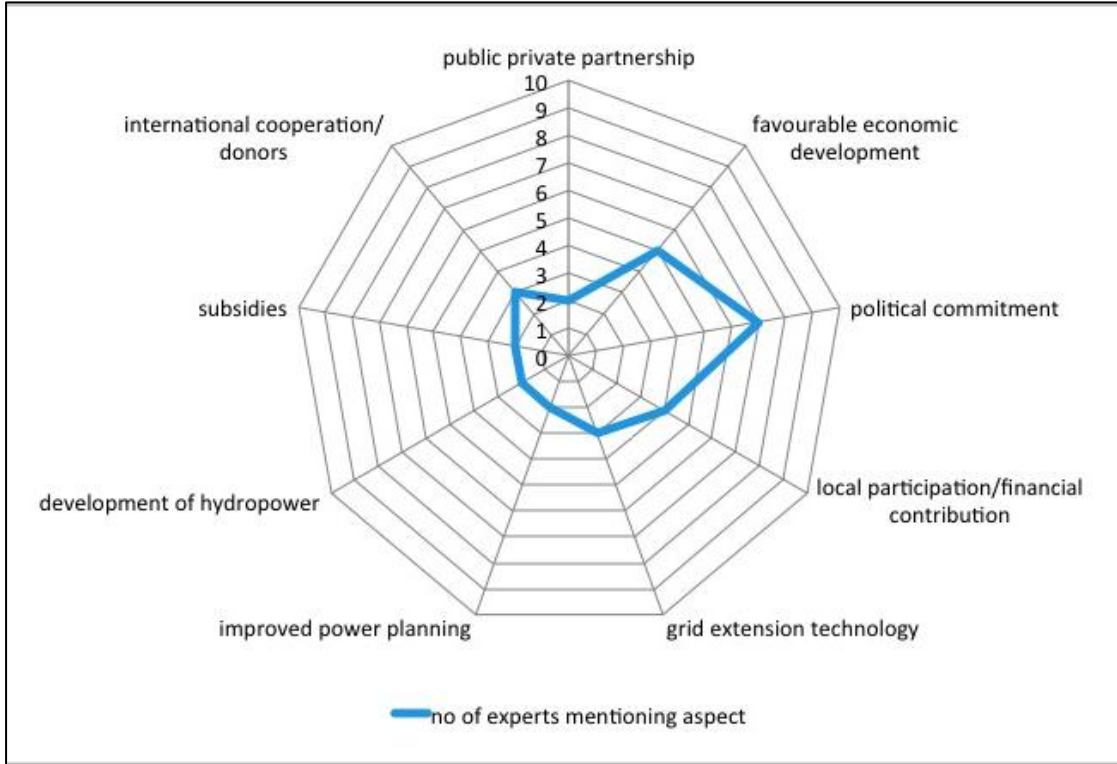 public private partnership
favourable economic
development
political commitment
local participation/financial
contribution
grid extension technology
improved power planning
development of hydropower
subsidies
international cooperation/
donors
10
9
8
7
6
5
4
3
2
1
0
no of experts mentioning aspect